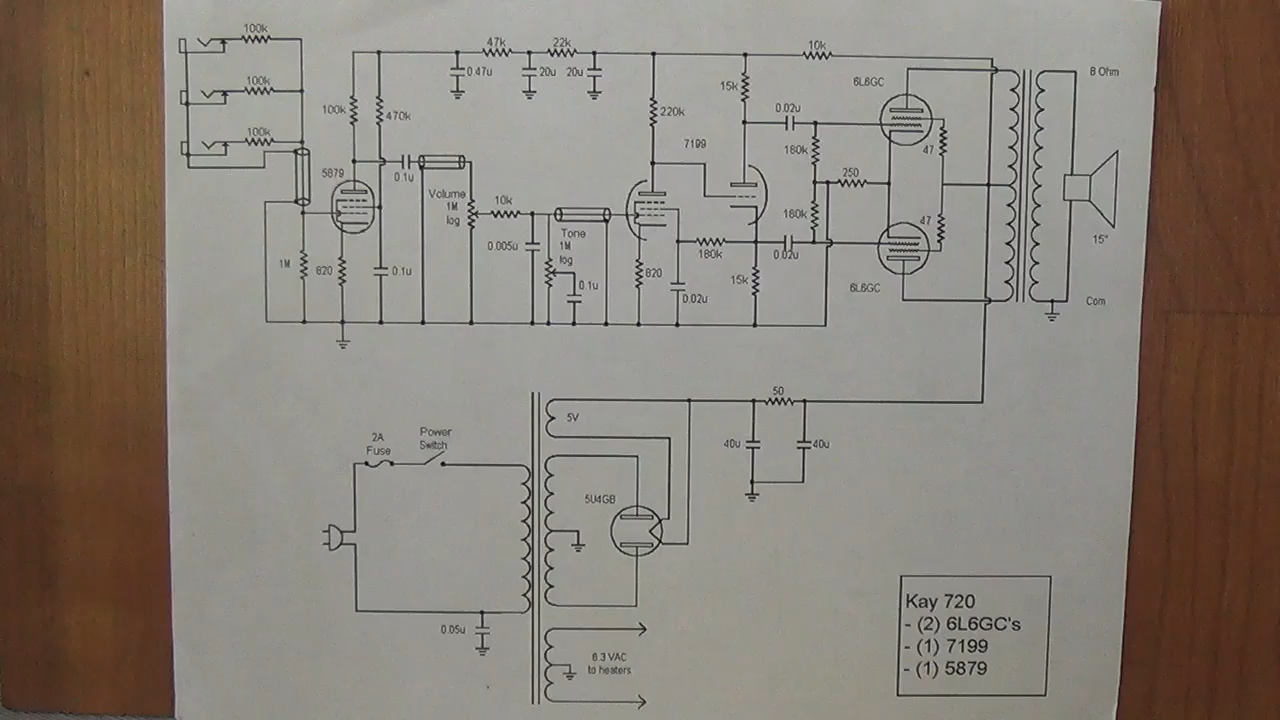 100k
47k
22k
10k
8 Ohm
6L6GC
0.47u
20u
20u
100k
15k
100k
470k
220k
0.02u
100k
7199
180k
47
5879
0.1u
250
Volume
1M
log
10k
180k
47
Tone
1M
log
15"
0.005u
180k
0.02u
1M
820
0.1u
820
15k
0.1u
0.02u
6L6GC
Com
5V
50
2A
Fuse
Power
Switch
40u
40u
5U4GB
0.05u
6.3 VAC
to heaters
Kay 720
- (2) 6L6GC's
- (1) 7199
- (1) 5879